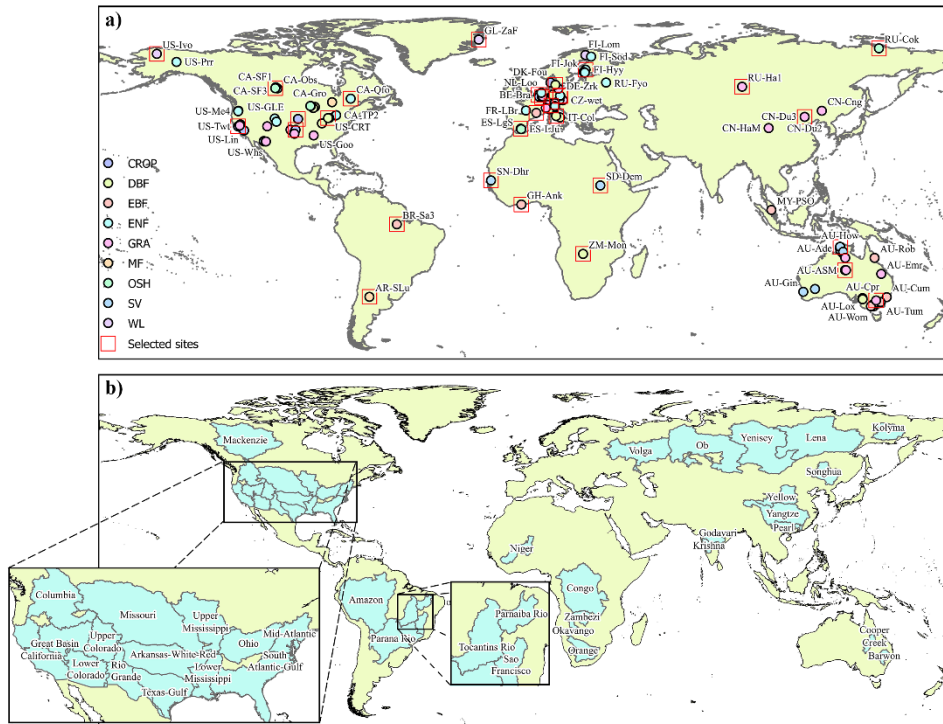 a)
US-Ivo
US-Prr
GL-ZaF
RU-Cok
FI-Lom
FI-Sod
FI-Jok
FI-Hyy
CA-SF1
CA-Obs
CA-SF3
CA-Qfo
CA-Gro
DK-Fou
NL-Loo
DE-Zrk
BE-Bra
CZ-wet
RU-Fyo
RU-Ha1
US-Me4
US-GLE
CA-TP2
US-CRT
FR-LBr
IT-Col
ES-LgS
ES-LJu
CN-Cng
CN-Du3
CN-Du2
CN-HaM
US-Twt
US-Lin
US-Whs
US-Goo
SN-Dhr
SD-Dem
GH-Ank
MY-PSO
BR-Sa3
ZM-Mon
AR-SLu
AU-How
AU-Ade
AU-Rob
AU-ASM
AU-Emr
AU-Gin
AU-Cpr
AU-Cum
AU-Lox
AU-Wom
AU-Tum
CROP
DBF
EBF
ENF
GRA
MF
OSH
SV
WL
Selected sites
b)
Mackenzie
Volga
Ob
Yenisey
Lena
Kolyma
Songhua
Yellow
Yangtze
Pearl
Godavari
Krishna
Niger
Congo
Zambezi
Okavango
Orange
Amazon
Parana Rio
Parnaiba Rio
Tocantins Rio
Sao
Francisco
Cooper
Creek
Barwon
Columbia
Missouri
Upper
Mississippi
Great Basin
Upper
Colorado
California
Lower
Colorado
Rio
Grande
Arkansas-White-Red
Texas-Gulf
Lower
Mississippi
Ohio
Mid-Atlantic
South
Atlantic-Gulf